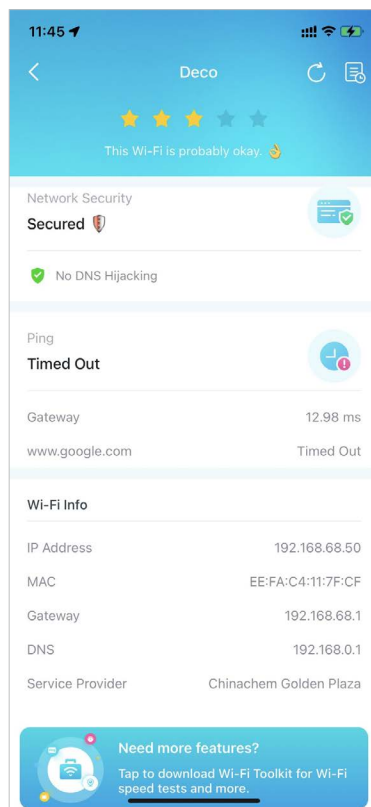 11:45
Deco
This Wi-Fi is probably okay. 👌
Network Security
Secured
No DNS Hijacking
Ping
Timed Out
Gateway 12.98 ms
www.google.com Timed Out
Wi-Fi Info
IP Address 192.168.68.50
MAC EE:FA:C4:11:7F:CF
Gateway 192.168.68.1
DNS 192.168.0.1
Service Provider Chinachem Golden Plaza
Need more features?
Tap to download Wi-Fi Toolkit for Wi-Fi
speed tests and more.